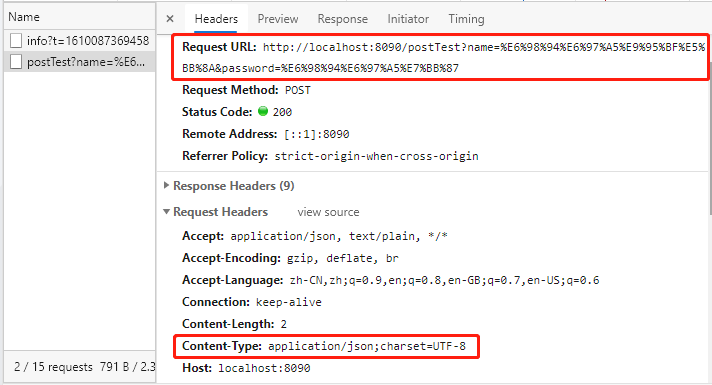 Name
info?t=1610087369458
postTest?name=%E6...
2 / 15 requests 791 B / 2.3
× Headers Preview Response Initiator Timing
Request URL: http://localhost:8090/postTest?name=%E6%98%94%E6%97%A5%E9%95%BF%E5%
BB%8A&password=%E6%98%94%E6%97%A5%E7%BB%87
Request Method: POST
Status Code: 200
Remote Address: [::1]:8090
Referrer Policy: strict-origin-when-cross-origin
Response Headers (9)
Request Headers view source
Accept: application/json, text/plain, */*
Accept-Encoding: gzip, deflate, br
Accept-Language: zh-CN,zh;q=0.9,en;q=0.8,en-GB;q=0.7,en-US;q=0.6
Connection: keep-alive
Content-Length: 2
Content-Type: application/json;charset=UTF-8
Host: localhost:8090